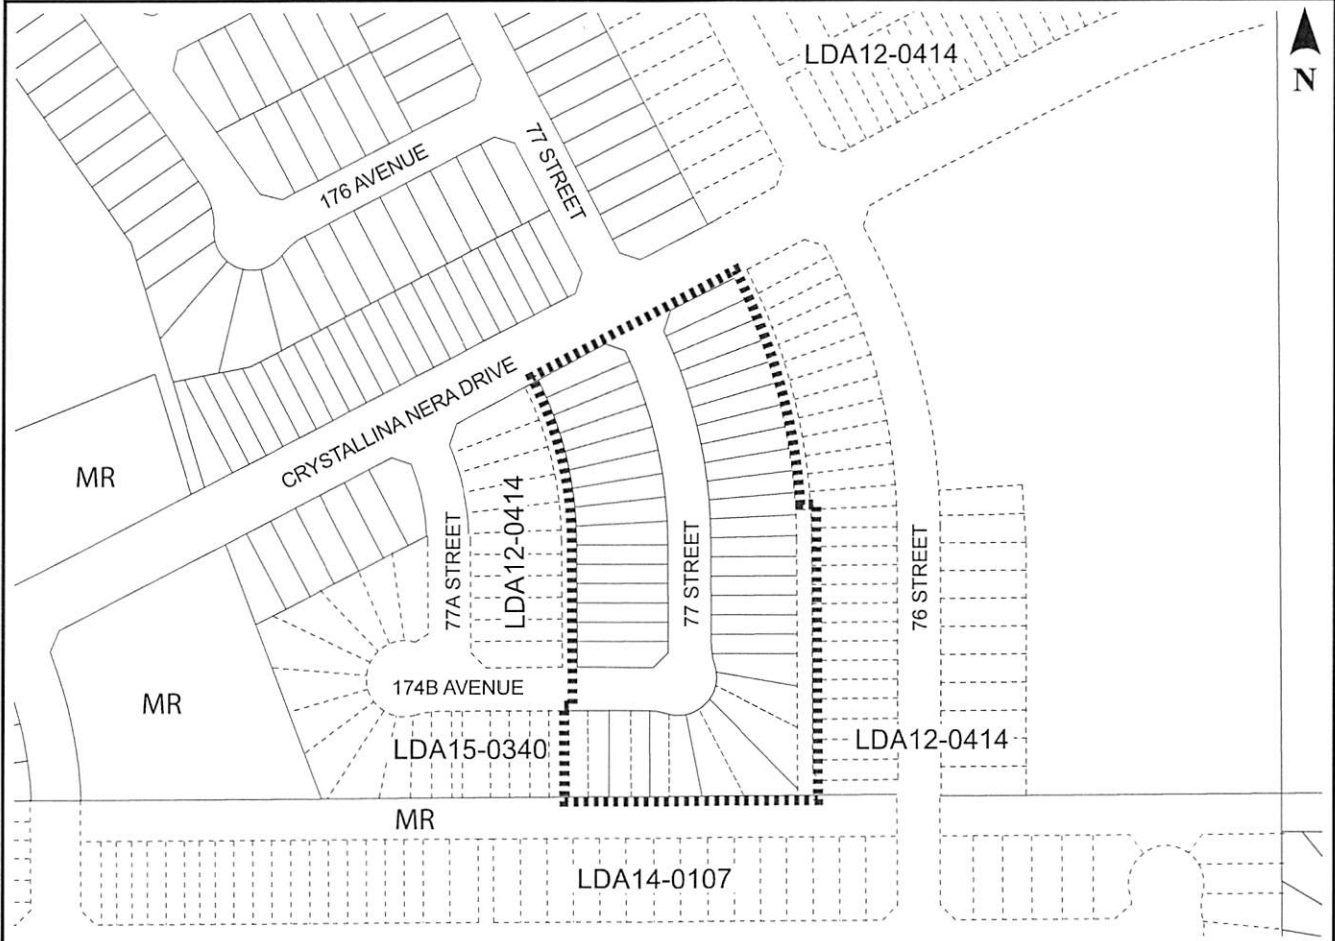 LDA12-0414
N
77 STREET
176 AVENUE
CRYSTALLINA NERA DRIVE
MR
LDA12-0414
77A STREET
77 STREET
76 STREET
174B AVENUE
MR
LDA15-0340
LDA12-0414
MR
LDA14-0107